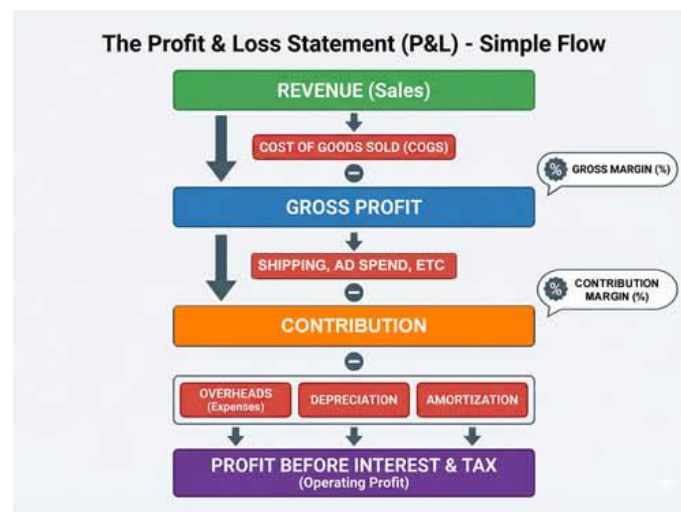 The Profit & Loss Statement (P&L) - Simple Flow
REVENUE (Sales)
COST OF GOODS SOLD (COGS)
% GROSS MARGIN (%)
GROSS PROFIT
SHIPPING, AD SPEND, ETC
% CONTRIBUTION
MARGIN (%)
CONTRIBUTION
OVERHEADS
(Expenses)
DEPRECIATION
AMORTIZATION
PROFIT BEFORE INTEREST & TAX
(Operating Profit)